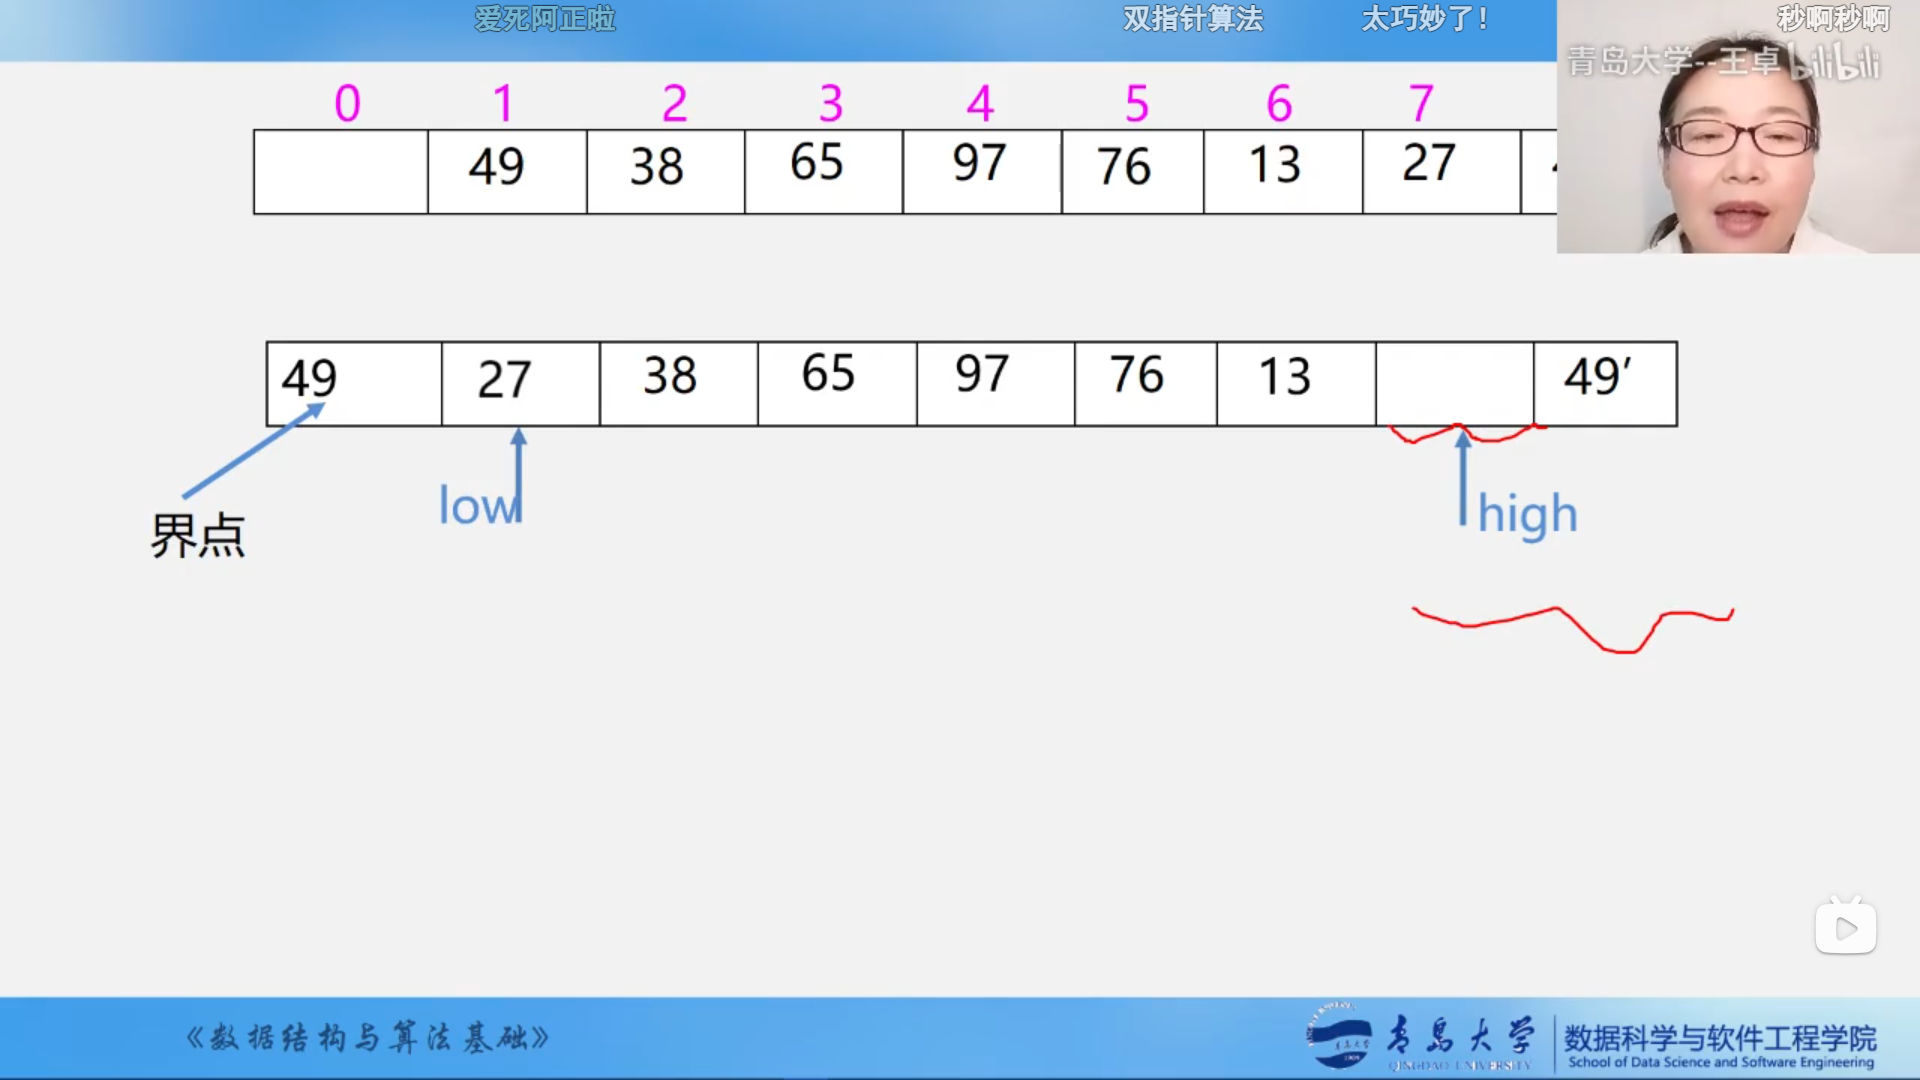 爱死阿正啦
双指针算法
太巧妙了！
秒啊秒啊
青岛大学--王卓 bilibili
0 1 2 3 4 5 6 7
49 38 65 97 76 13 27
49 27 38 65 97 76 13 49′
界点
low
high
《数据结构与算法基础》
青岛大学
QINGDAO UNIVERSITY
数据科学与软件工程学院
School of Data Science and Software Engineering